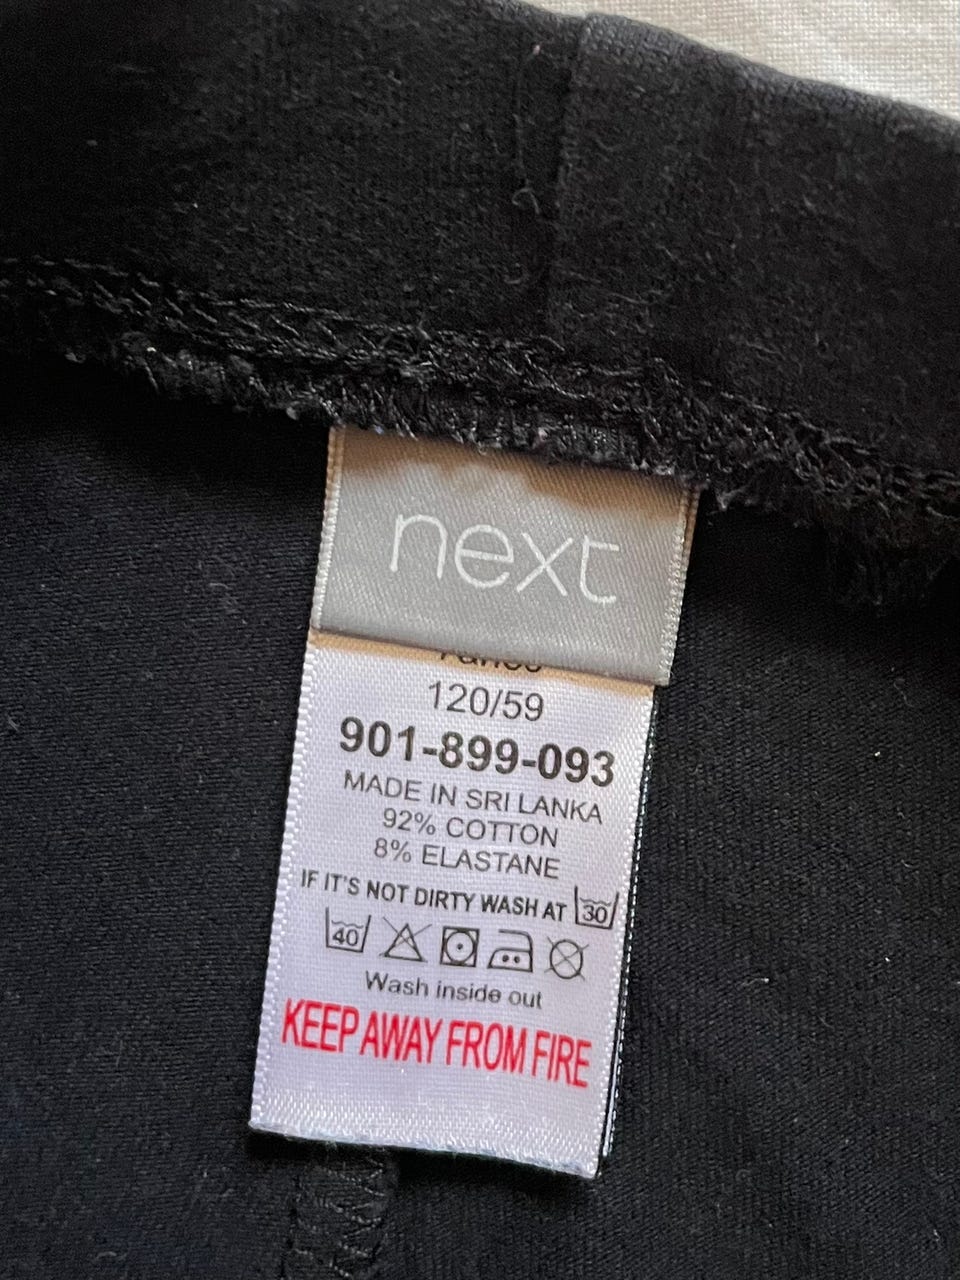 next
120/59
901-899-093
MADE IN SRI LANKA
92% COTTON
8% ELASTANE
IF IT'S NOT DIRTY WASH AT 30
40
Wash inside out
KEEP AWAY FROM FIRE